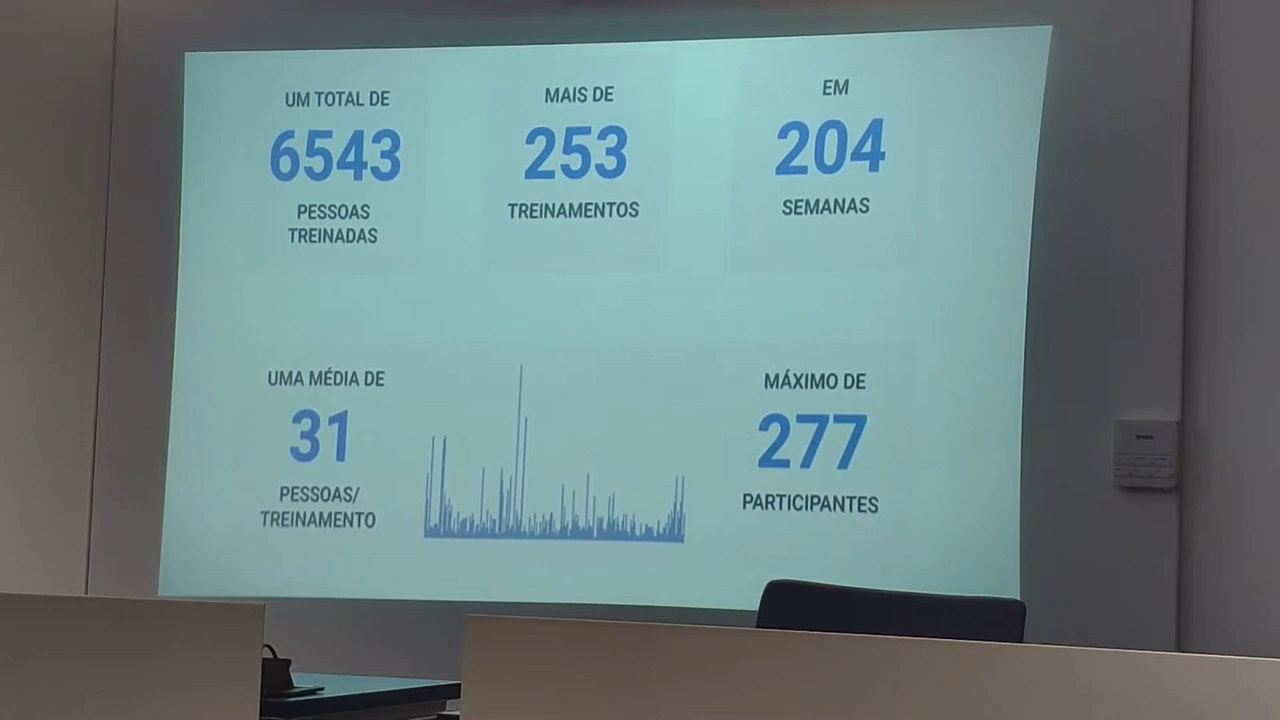 UM TOTAL DE
6543
PESSOAS
TREINADAS
MAIS DE
253
TREINAMENTOS
EM
204
SEMANAS
UMA MÉDIA DE
31
PESSOAS/
TREINAMENTO
MÁXIMO DE
277
PARTICIPANTES